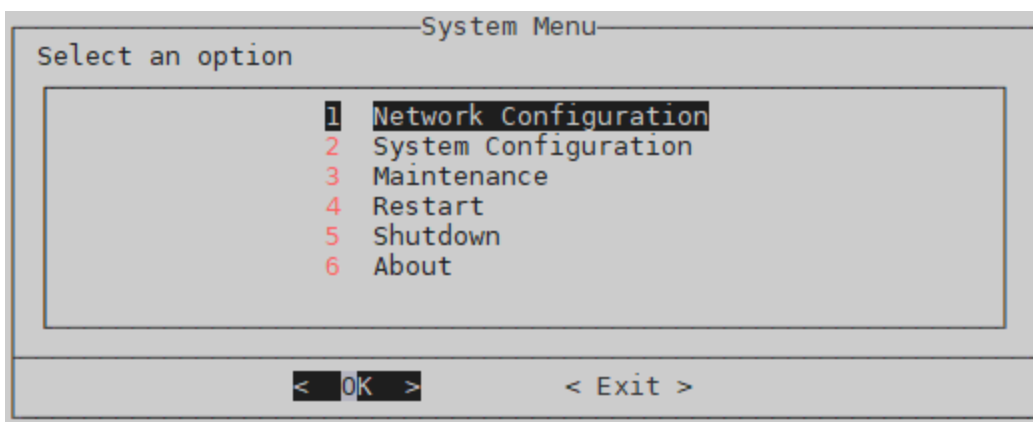 System Menu
Select an option
1 Network Configuration
2 System Configuration
3 Maintenance
4 Restart
5 Shutdown
6 About
< OK > < Exit >